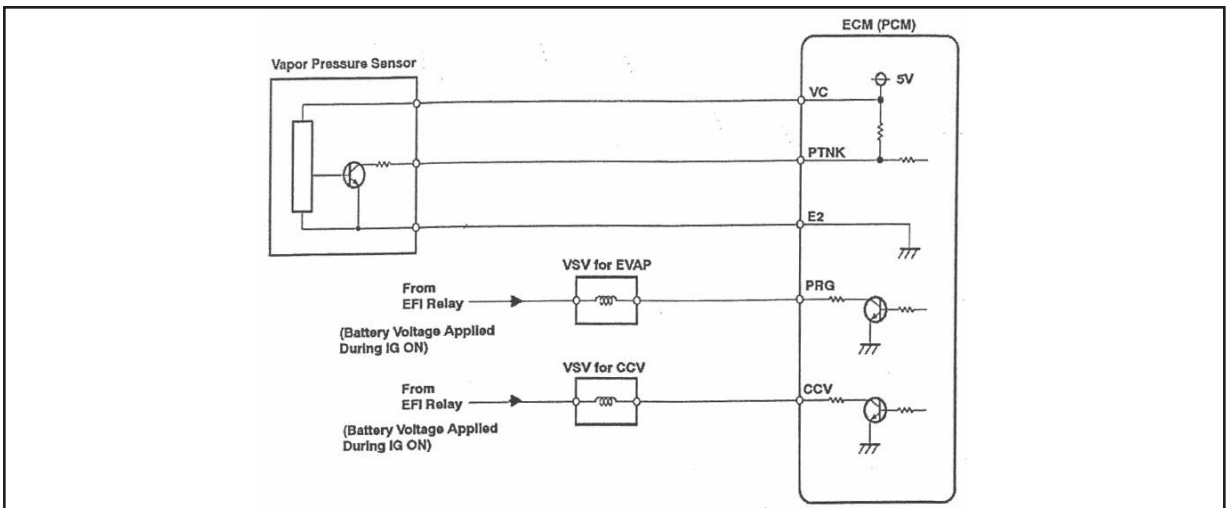 ECM (PCM)
Vapor Pressure Sensor
5V
VC
PTNK
E2
VSV for EVAP
From
EFI Relay
PRG
(Battery Voltage Applied
During IG ON)
VSV for CCV
From
EFI Relay
CCV
(Battery Voltage Applied
During IG ON)